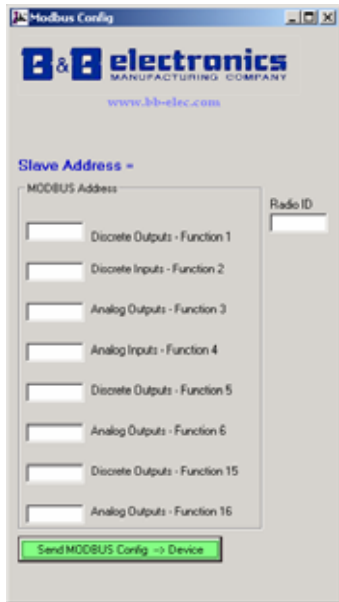 Modbus Config
B&B electronics
MANUFACTURING COMPANY
www.bb-elec.com
Slave Address =
MODBUS Address
Radio ID
Discrete Outputs - Function 1
Discrete Inputs - Function 2
Analog Outputs - Function 3
Analog Inputs - Function 4
Discrete Outputs - Function 5
Analog Outputs - Function 6
Discrete Outputs - Function 15
Analog Outputs - Function 16
Send MODBUS Config -> Device